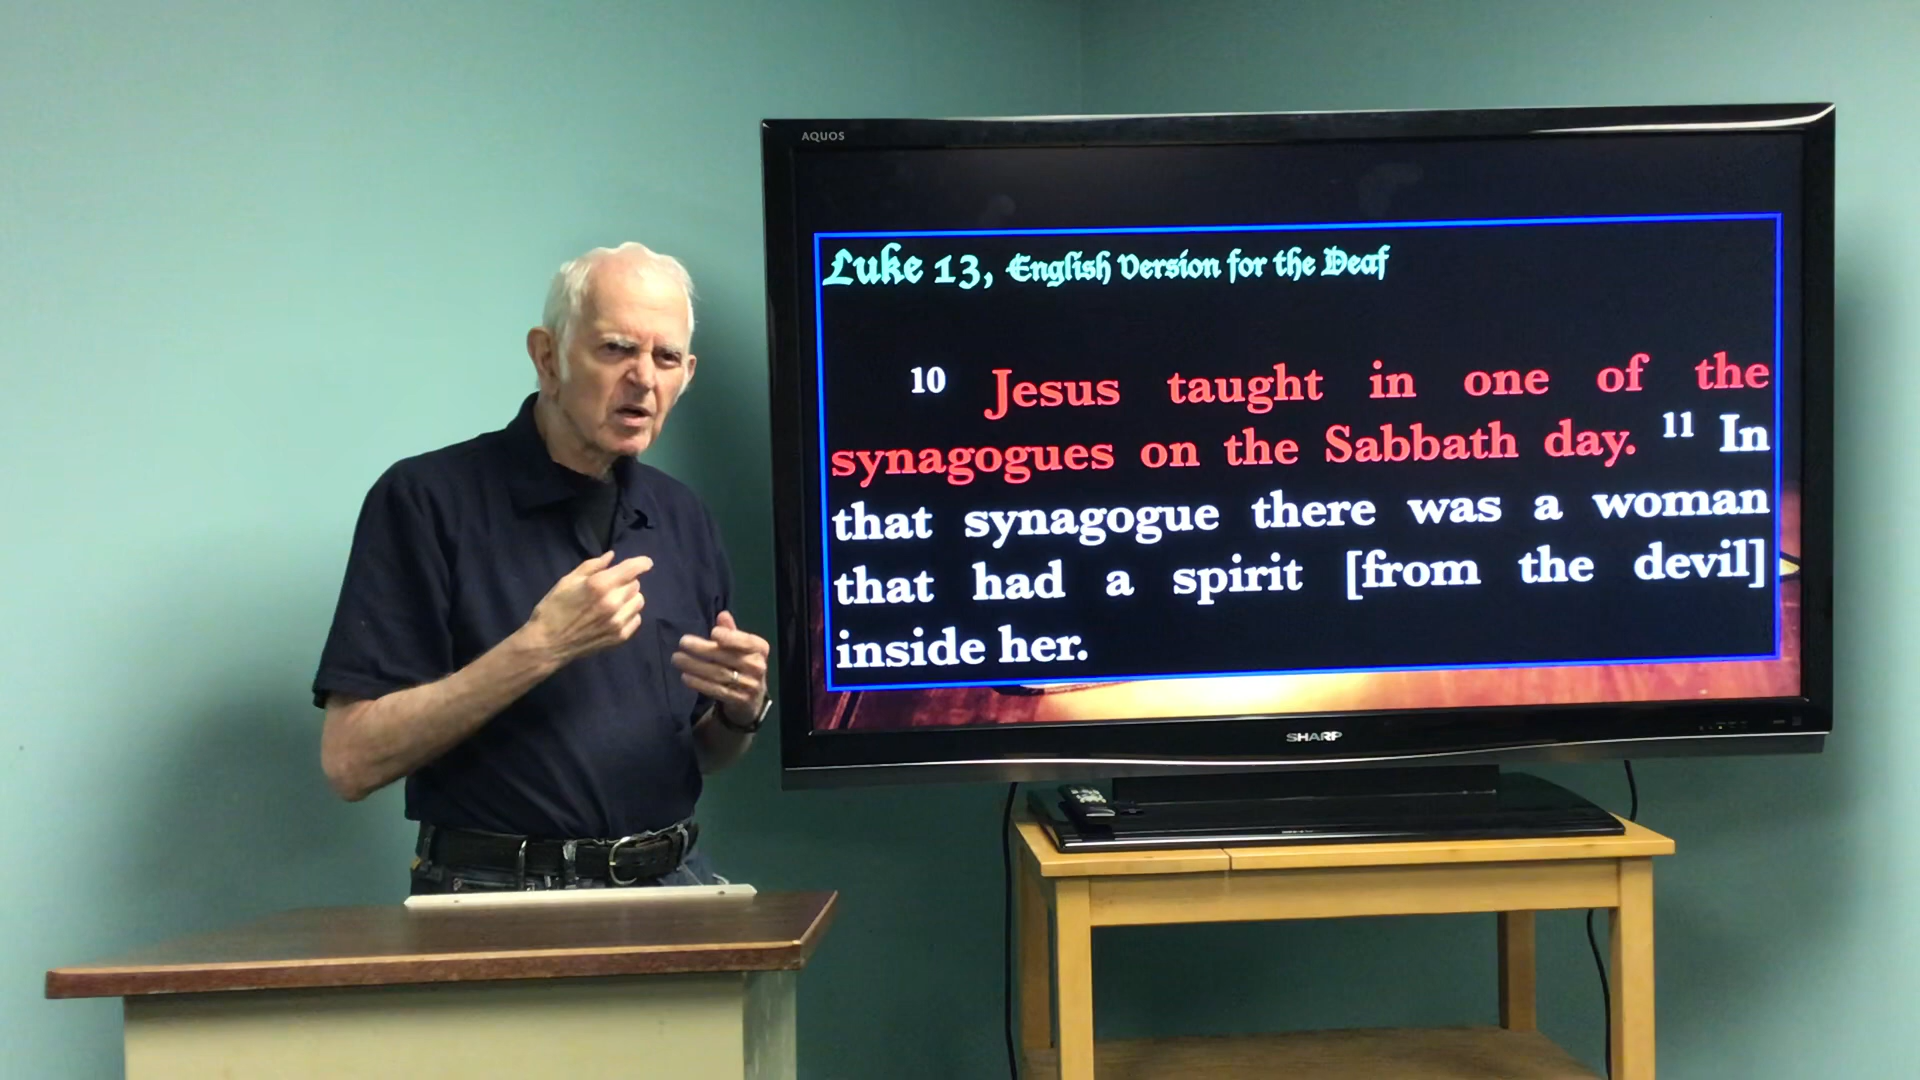 AQUOS
Luke 13, English Version for the Deaf
10 Jesus taught in one of the
synagogues on the Sabbath day. 11 In
that synagogue there was a woman
that had a spirit [from the devil]
inside her.
SHARP